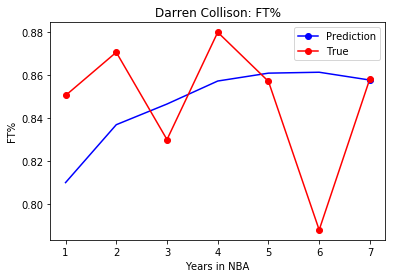 Darren Collison: FT%
Prediction
True
0.88
0.86
0.84
0.82
0.80
FT%
1 2 3 4 5 6 7
Years in NBA